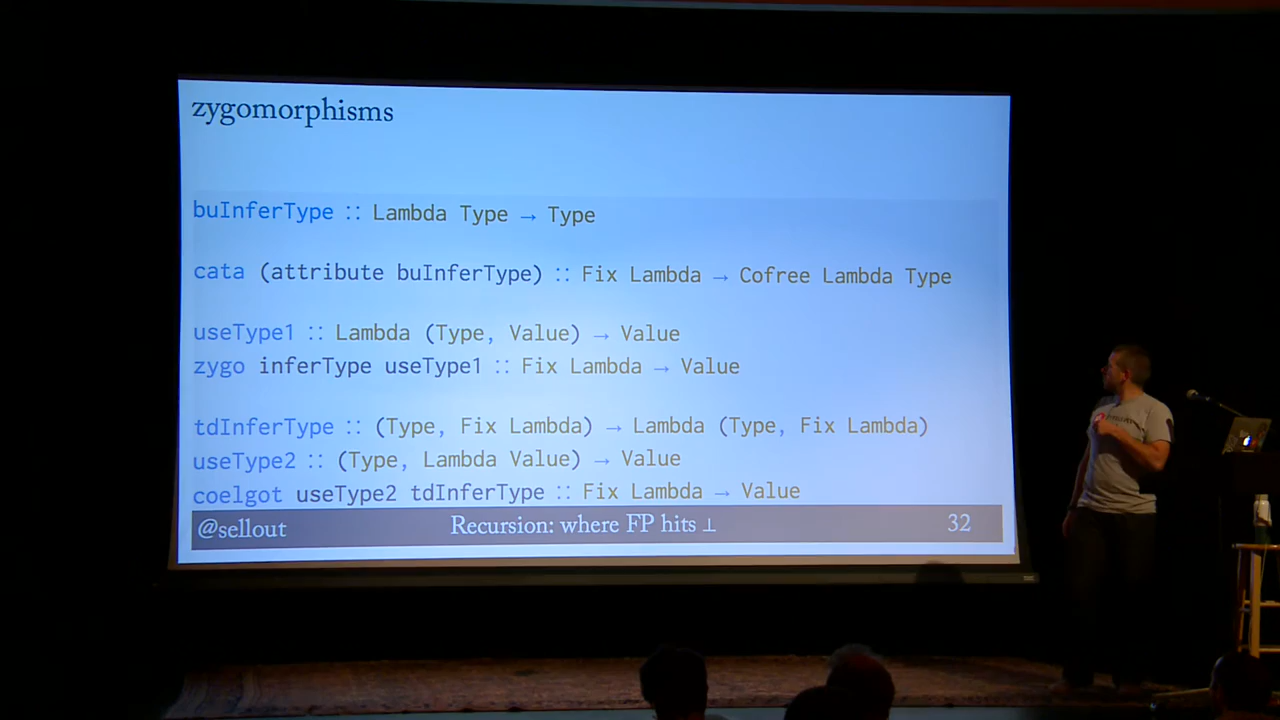 zygomorphisms
buInferType :: Lambda Type → Type
cata (attribute buInferType) :: Fix Lambda → Cofree Lambda Type
useType1 :: Lambda (Type, Value) → Value
zygo inferType useType1 :: Fix Lambda → Value
tdInferType :: (Type, Fix Lambda) → Lambda (Type, Fix Lambda)
useType2 :: (Type, Lambda Value) → Value
coelgot useType2 tdInferType :: Fix Lambda → Value
@sellout Recursion: where FP hits ⊥ 32